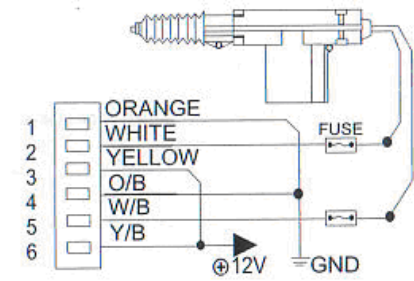 ORANGE
1
WHITE
FUSE
2
YELLOW
3
O/B
4
W/B
5
Y/B
6
⊕12V
GND